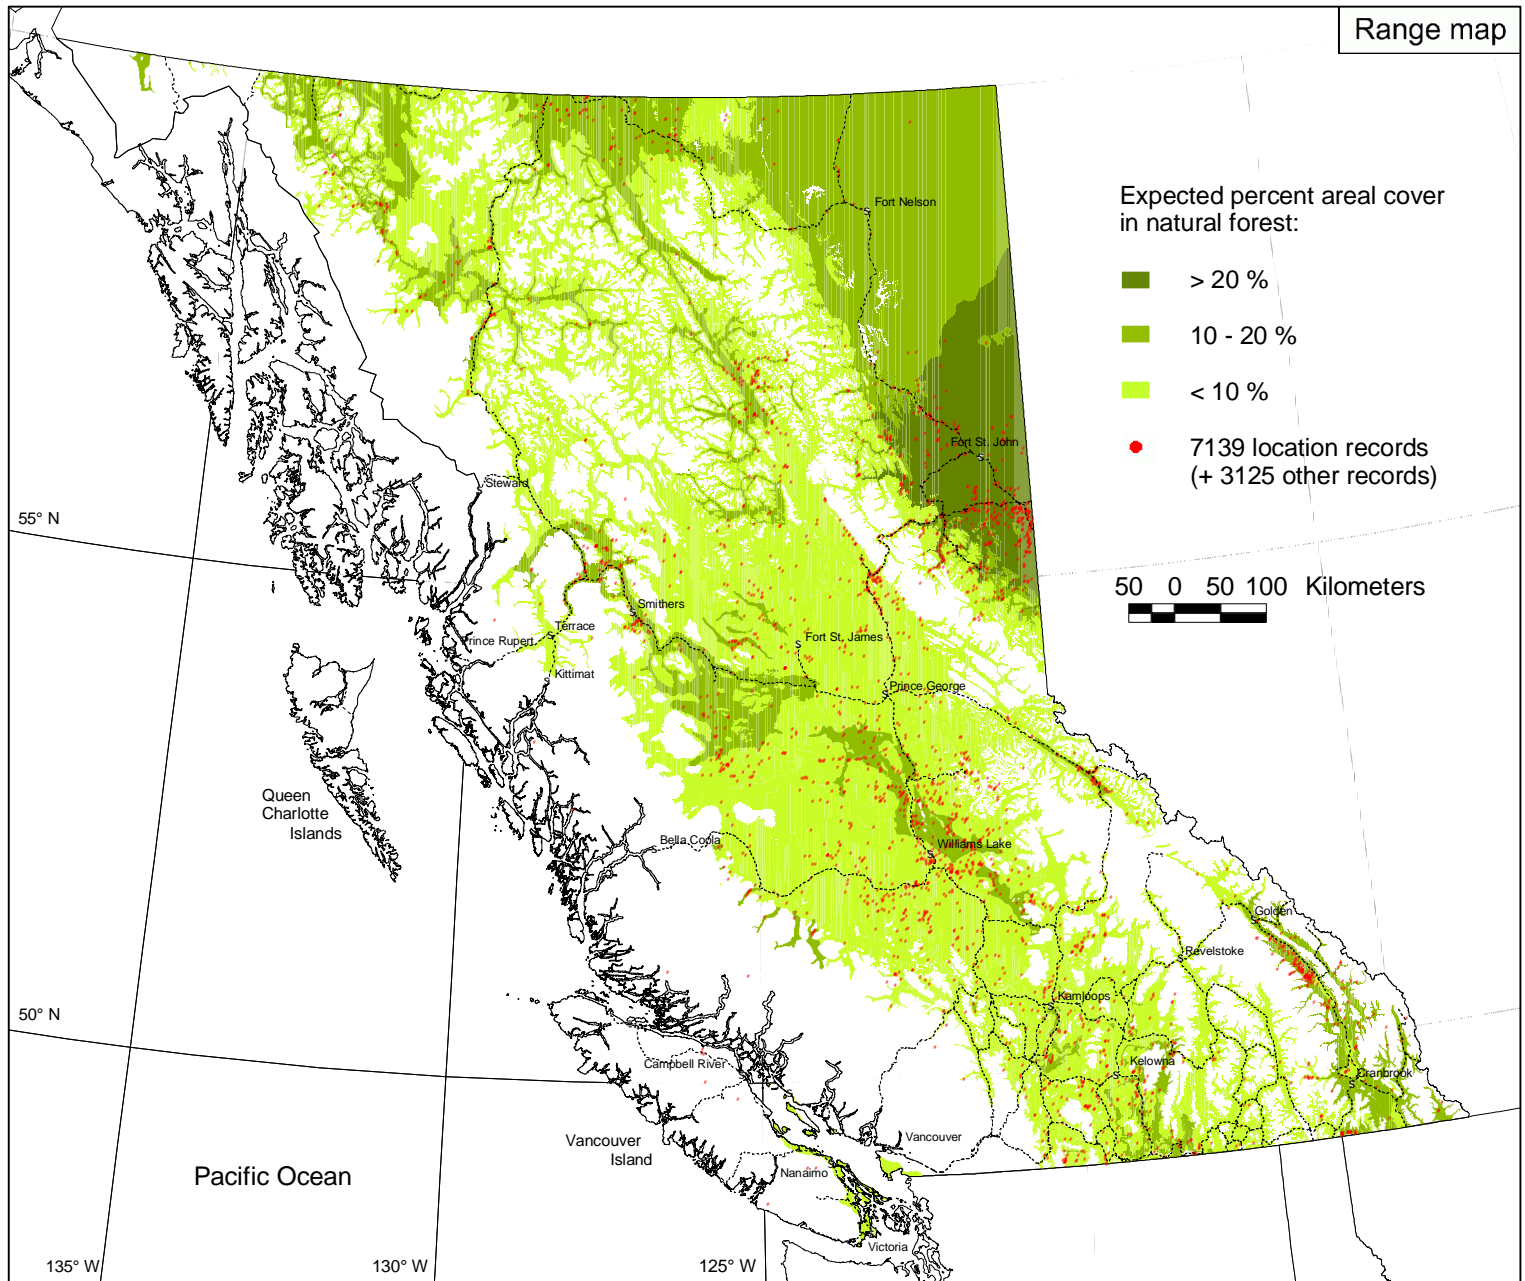 Range map
Expected percent areal cover
in natural forest:
> 20 %
10 - 20 %
< 10 %
7139 location records
(+ 3125 other records)
50 0 50 100 Kilometers
Fort Nelson
Fort St. John
Steward
55° N
Smithers
Terrace
Prince Rupert
Fort St. James
Kittimat
Prince George
Queen
Charlotte
Islands
Bella Coola
Williams Lake
Golden
Revelstoke
Kamloops
50° N
Campbell River
Kelowna
Cranbrook
Vancouver
Island
Vancouver
Nanaimo
Pacific Ocean
Victoria
135° W
130° W
125° W